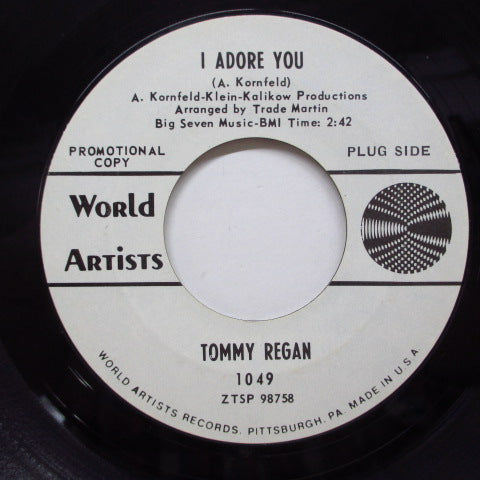 I ADORE YOU
(A. Kornfeld)
A. Kornfeld-Klein-Kalikow Productions
Arranged by Trade Martin
Big Seven Music-BMI Time: 2:42
PROMOTIONAL COPY
PLUG SIDE
World
Artists
TOMMY REGAN
1049
ZTSP 98758
WORLD ARTISTS RECORDS, PITTSBURGH, PA. MADE IN U.S.A.